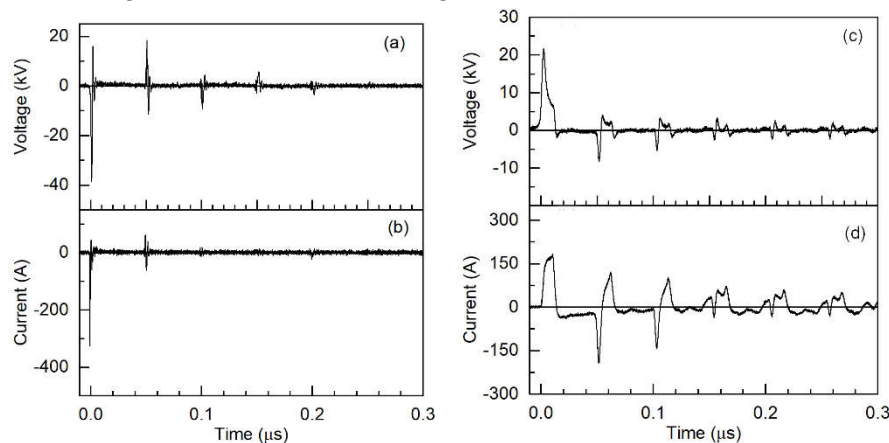 20
0
-20
-40
Voltage (kV)
(a)
0
-200
-400
Current (A)
(b)
0.0
0.1
0.2
0.3
Time (μs)
30
20
10
0
-10
Voltage (kV)
(c)
300
150
0
-150
-300
Current (A)
(d)
0.0
0.1
0.2
0.3
Time (μs)